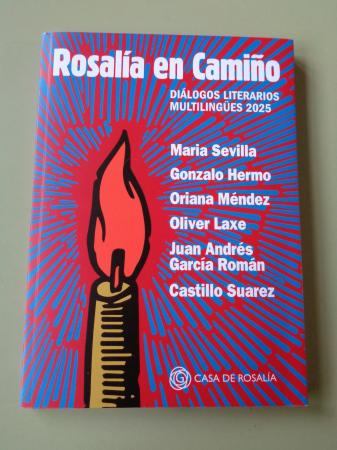 Rosalía en Camiño
DIÁLOGOS LITERARIOS
MULTILINGÜES 2025
Maria Sevilla
Gonzalo Hermo
Oriana Méndez
Oliver Laxe
Juan Andrés
García Román
Castillo Suarez
CASA DE ROSALÍA